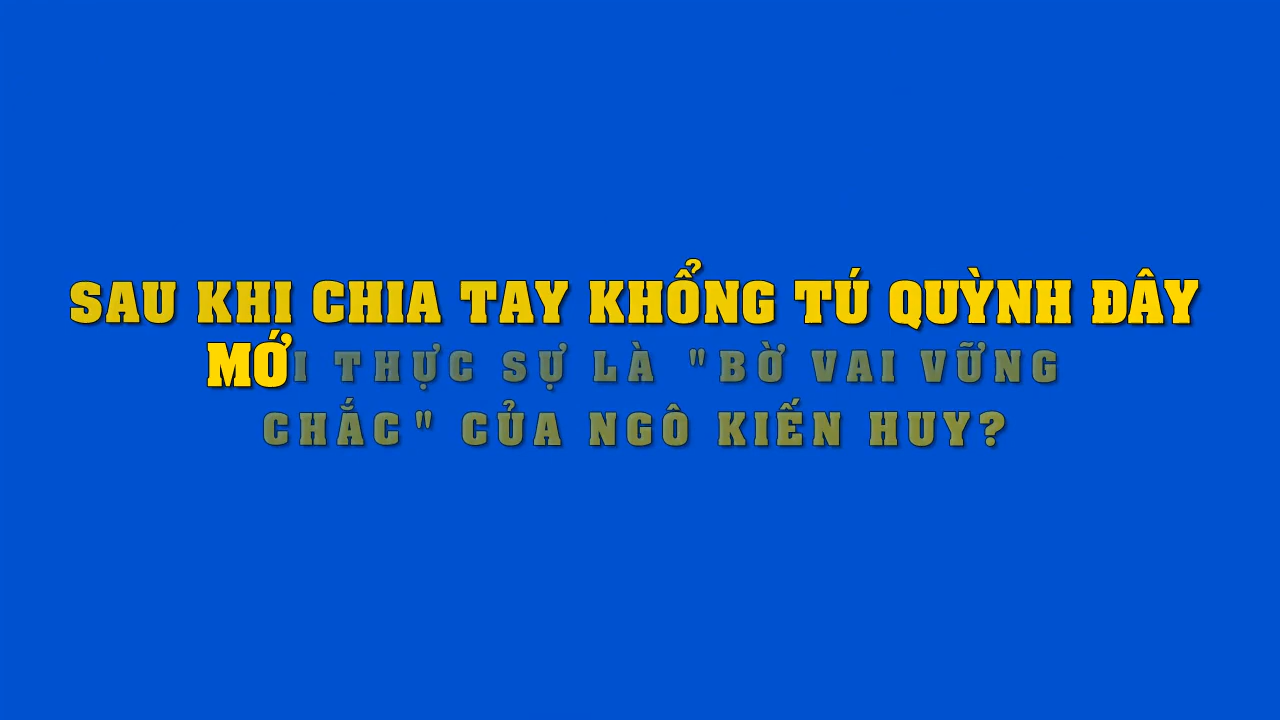 SAU KHI CHIA TAY KHỔNG TÚ QUỲNH ĐÂY
MỚI THỰC SỰ LÀ "BỜ VAI VỮNG
CHẮC" CỦA NGÔ KIẾN HUY?